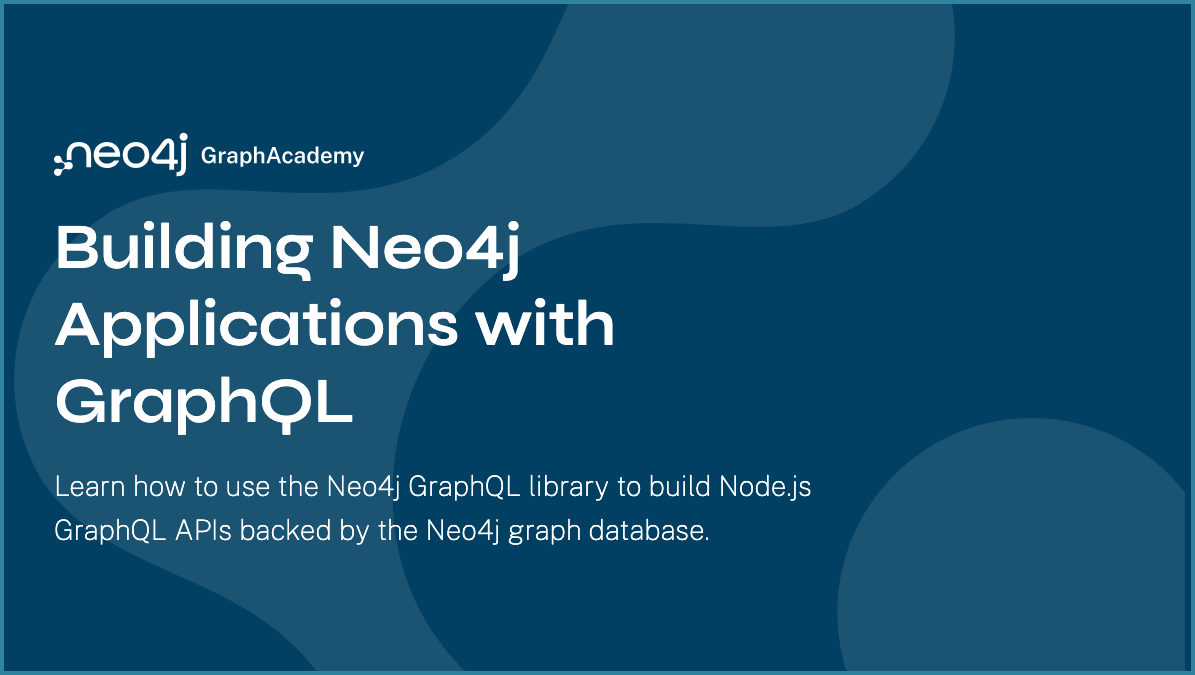 neo4j GraphAcademy
Building Neo4j
Applications with
GraphQL
Learn how to use the Neo4j GraphQL library to build Node.js
GraphQL APIs backed by the Neo4j graph database.